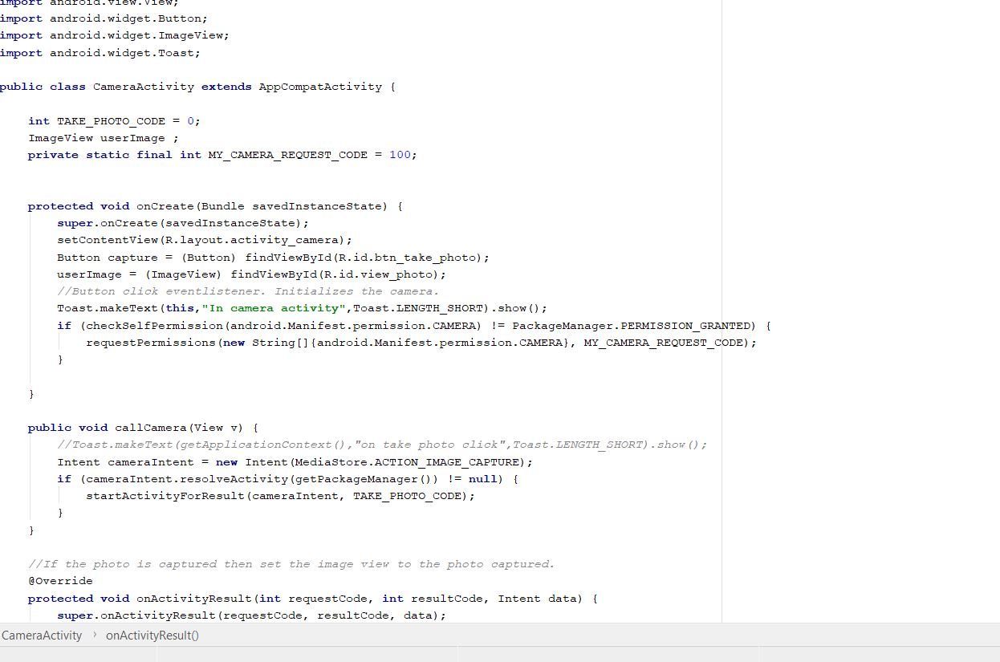 import android.view.View;
import android.widget.Button;
import android.widget.ImageView;
import android.widget.Toast;
public class CameraActivity extends AppCompatActivity {
int TAKE_PHOTO_CODE = 0;
ImageView userImage ;
private static final int MY_CAMERA_REQUEST_CODE = 100;
protected void onCreate(Bundle savedInstanceState) {
super.onCreate(savedInstanceState);
setContentView(R.layout.activity_camera);
Button capture = (Button) findViewById(R.id.btn_take_photo);
userImage = (ImageView) findViewById(R.id.view_photo);
//Button click eventlistener. Initializes the camera.
Toast.makeText(this,"In camera activity",Toast.LENGTH_SHORT).show();
if (checkSelfPermission(android.Manifest.permission.CAMERA) != PackageManager.PERMISSION_GRANTED) {
requestPermissions(new String[]{android.Manifest.permission.CAMERA}, MY_CAMERA_REQUEST_CODE);
}
}
public void callCamera(View v) {
//Toast.makeText(getApplicationContext(),"on take photo click",Toast.LENGTH_SHORT).show();
Intent cameraIntent = new Intent(MediaStore.ACTION_IMAGE_CAPTURE);
if (cameraIntent.resolveActivity(getPackageManager()) != null) {
startActivityForResult(cameraIntent, TAKE_PHOTO_CODE);
}
}
//If the photo is captured then set the image view to the photo captured.
@Override
protected void onActivityResult(int requestCode, int resultCode, Intent data) {
super.onActivityResult(requestCode, resultCode, data);
CameraActivity › onActivityResult()